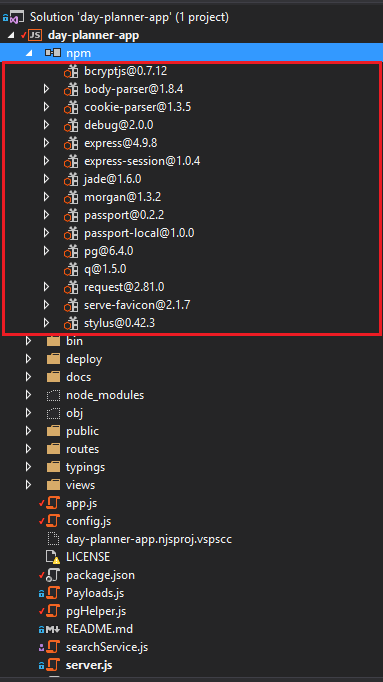 Solution 'day-planner-app' (1 project)
JS day-planner-app
npm
bcryptjs@0.7.12
body-parser@1.8.4
cookie-parser@1.3.5
debug@2.0.0
express@4.9.8
express-session@1.0.4
jade@1.6.0
morgan@1.3.2
passport@0.2.2
passport-local@1.0.0
pg@6.4.0
q@1.5.0
request@2.81.0
serve-favicon@2.1.7
stylus@0.42.3
bin
deploy
docs
node_modules
obj
public
routes
typings
views
app.js
config.js
day-planner-app.njsproj.vspscc
LICENSE
package.json
Payloads.js
pgHelper.js
README.md
searchService.js
server.js